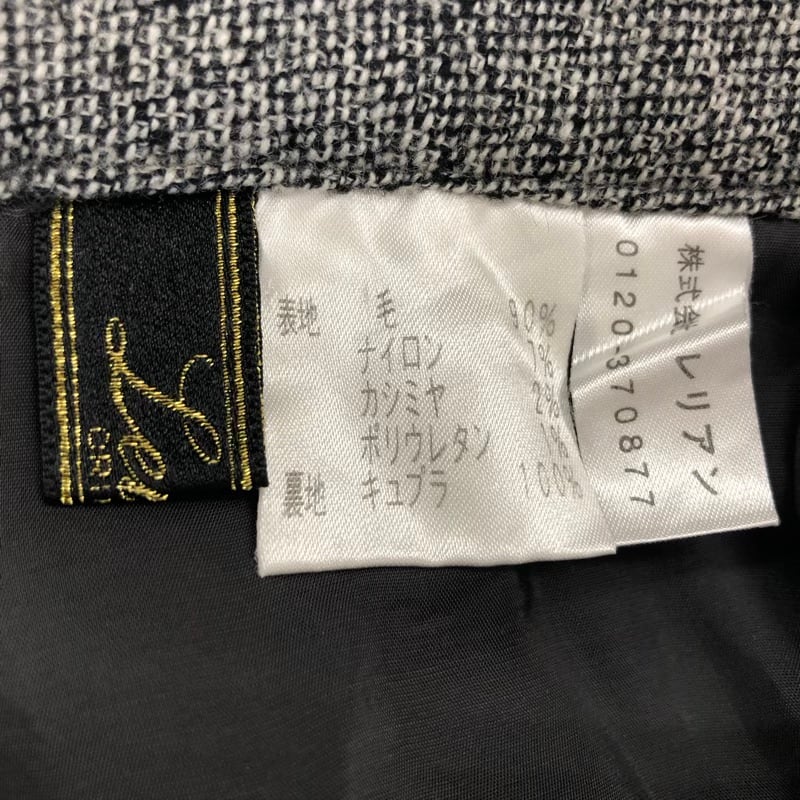 表地 毛 90%
ナイロン 7%
カシミヤ 2%
ポリウレタン 1%
裏地 キュプラ 100%
株式会社 レリアン
0120-370877